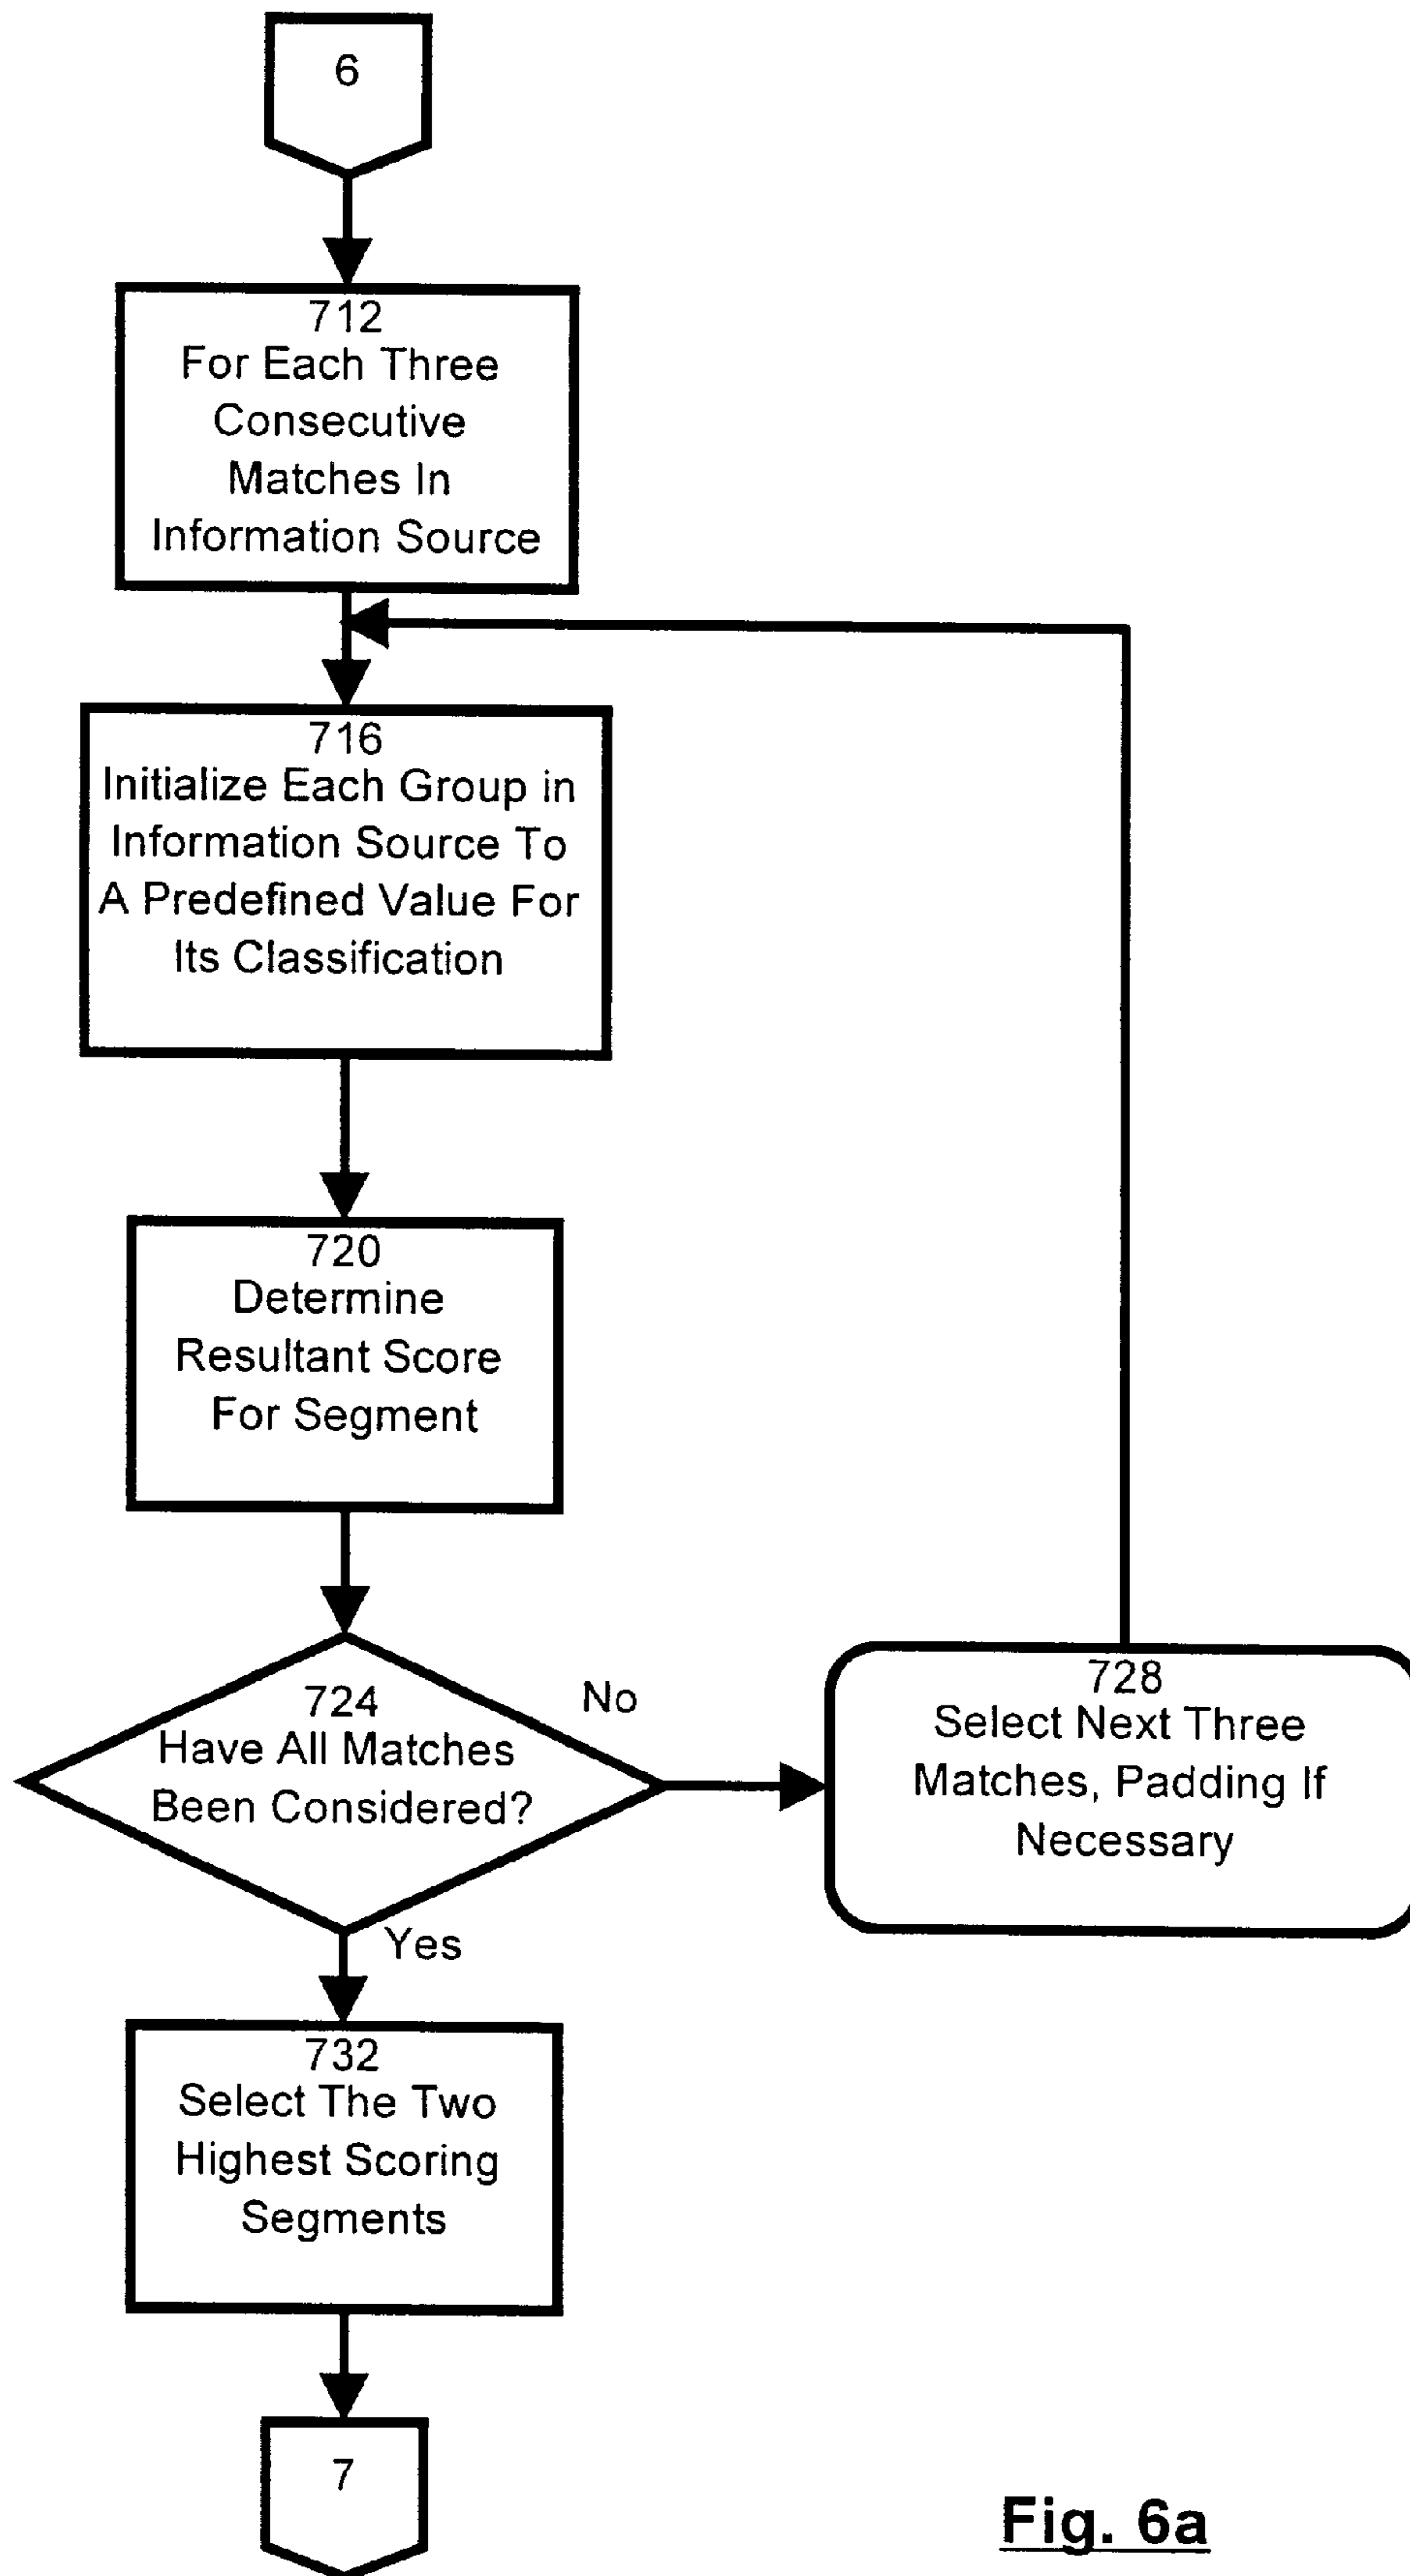 6
712
For Each Three
Consecutive
Matches In
Information Source
716
Initialize Each Group in
Information Source To
A Predefined Value For
Its Classification
720
Determine
Resultant Score
For Segment
724
Have All Matches
Been Considered?
No
728
Select Next Three
Matches, Padding If
Necessary
Yes
732
Select The Two
Highest Scoring
Segments
7
Fig. 6a